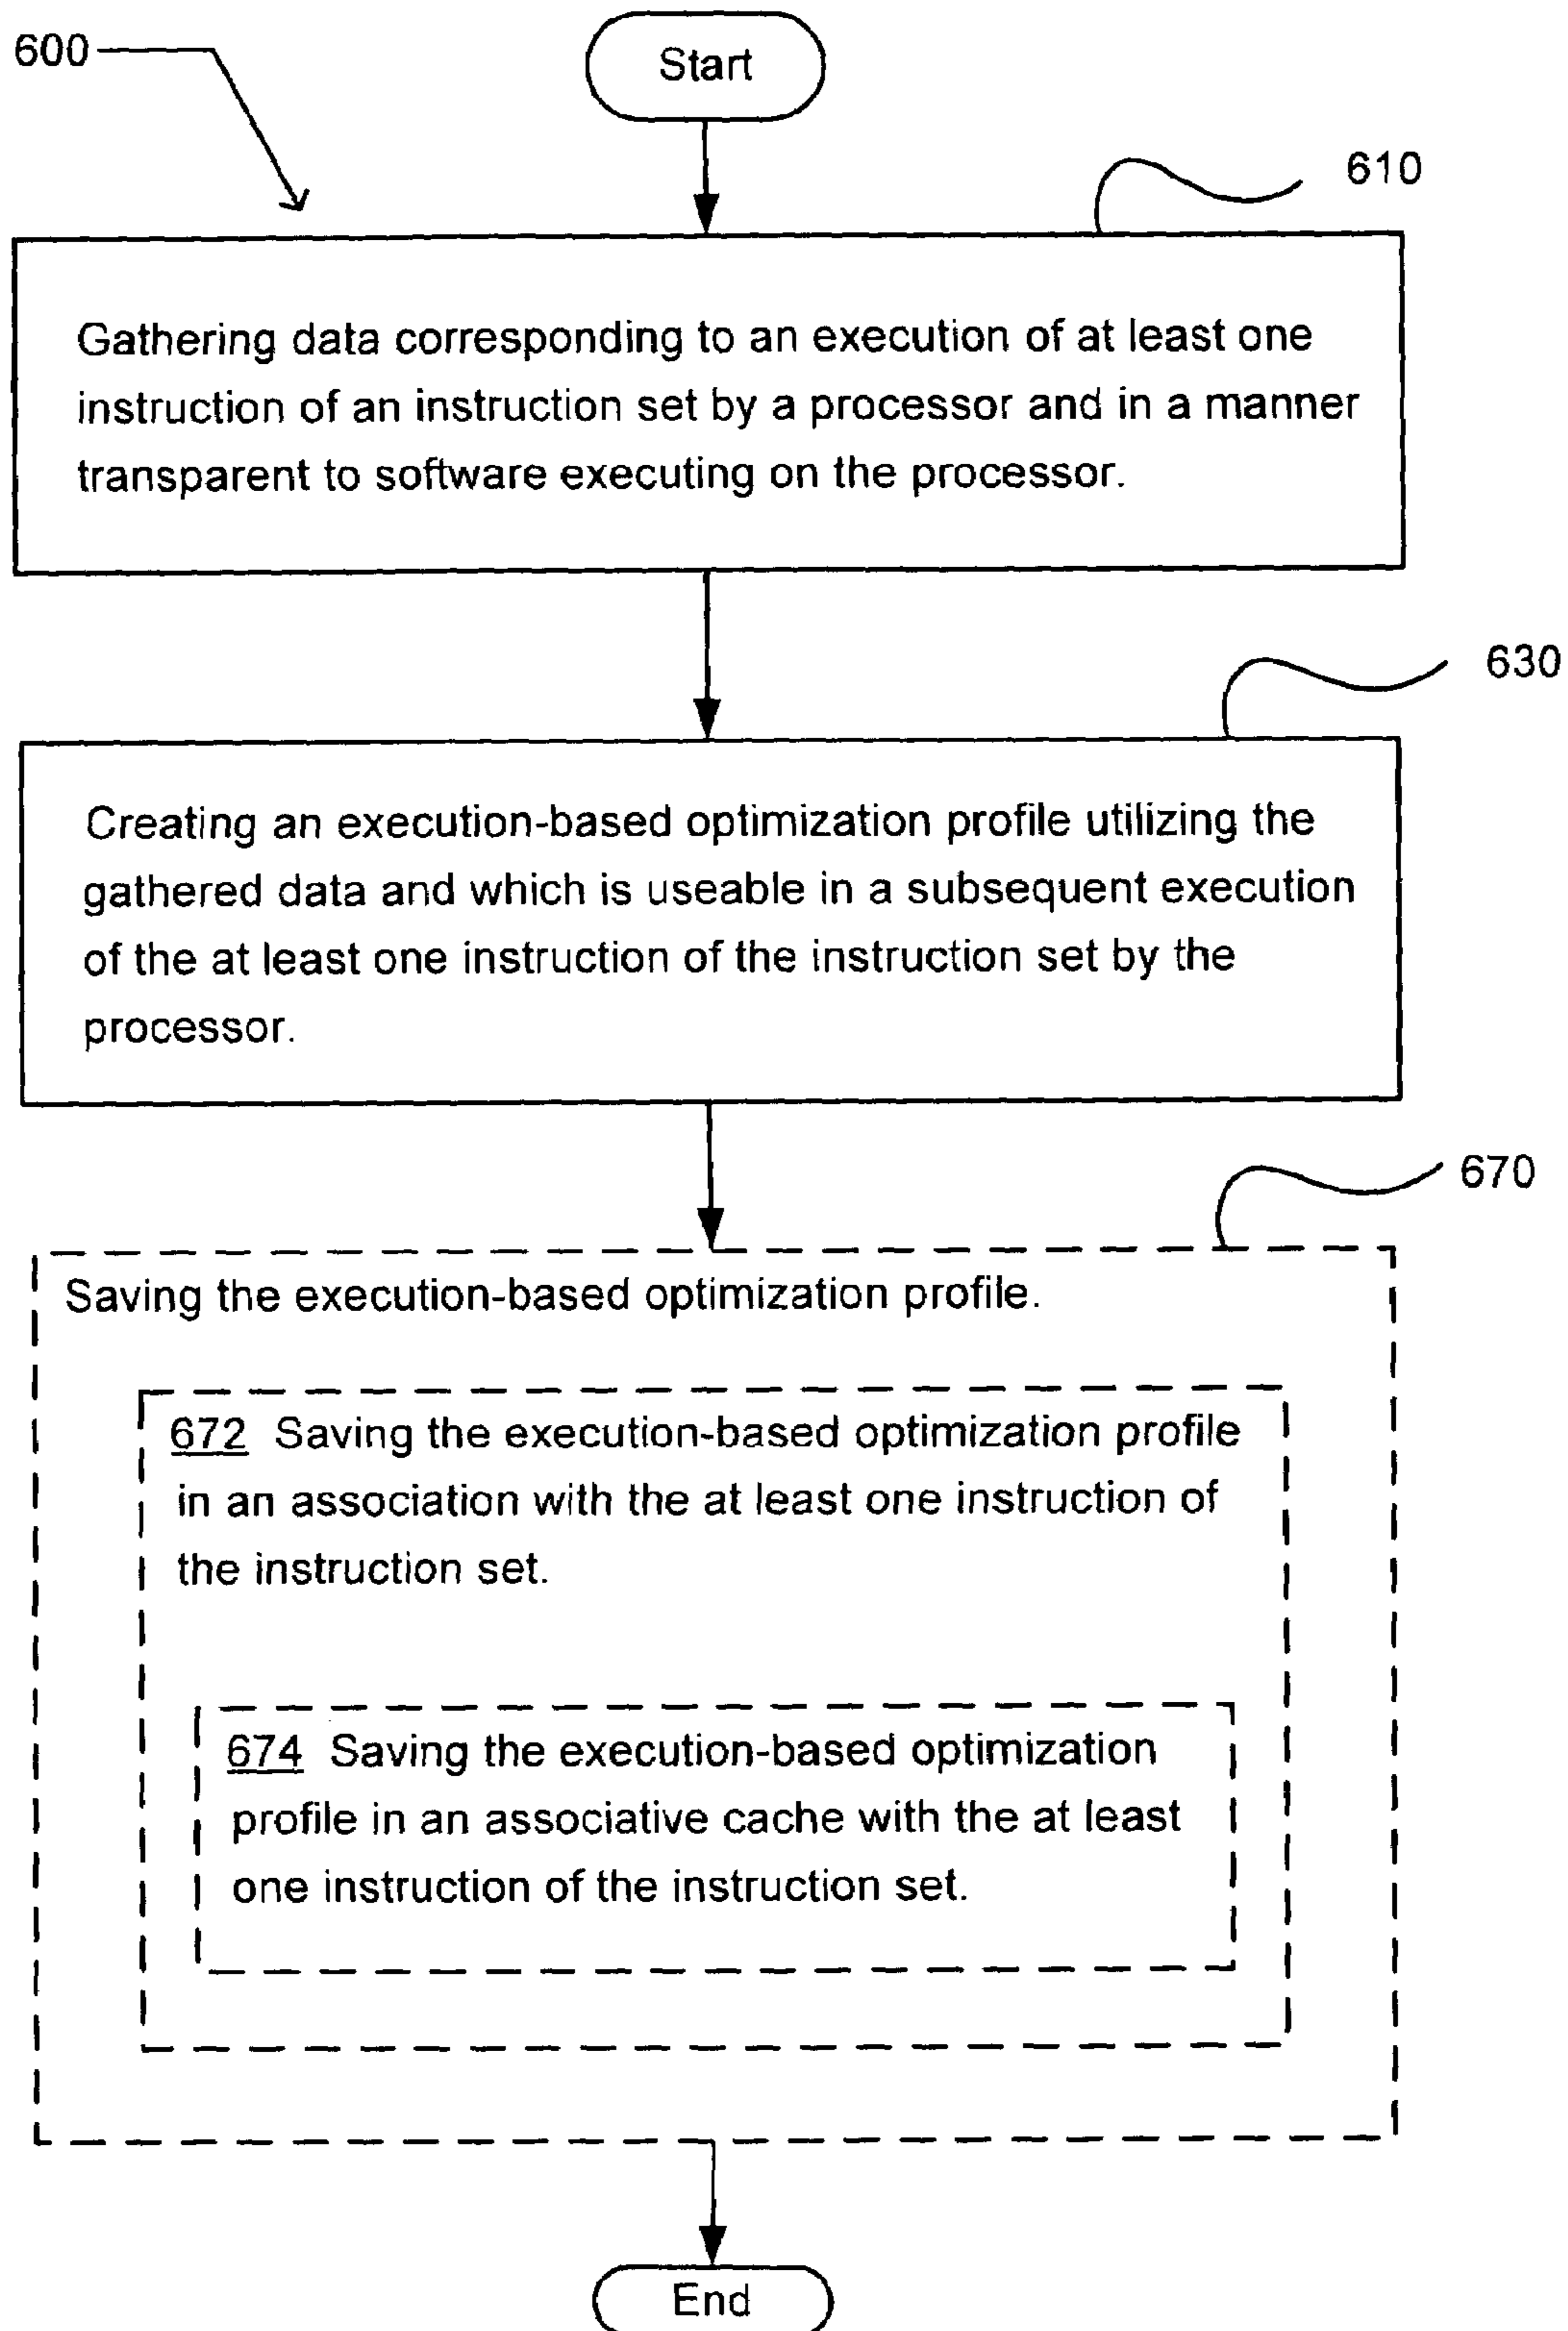 600
Start
610
Gathering data corresponding to an execution of at least one
instruction of an instruction set by a processor and in a manner
transparent to software executing on the processor.
630
Creating an execution-based optimization profile utilizing the
gathered data and which is useable in a subsequent execution
of the at least one instruction of the instruction set by the
processor.
670
Saving the execution-based optimization profile.
672 Saving the execution-based optimization profile
in an association with the at least one instruction of
the instruction set.
674 Saving the execution-based optimization
profile in an associative cache with the at least
one instruction of the instruction set.
End